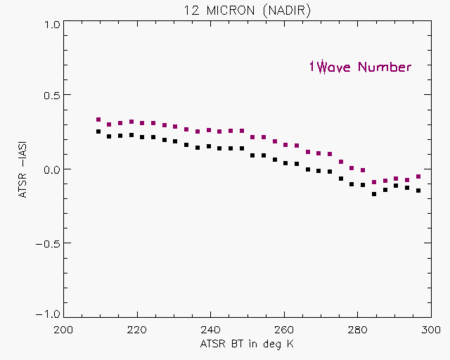 12 MICRON (NADIR)
1Wave Number
1.0
0.5
0.0
−0.5
−1.0
ATSR −IASI
200 220 240 260 280 300
ATSR BT in deg K